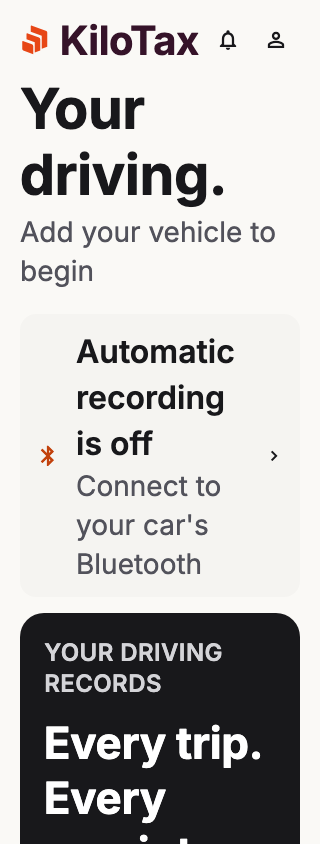 KiloTax
Your
driving.
Add your vehicle to
begin
Automatic
recording
is off
Connect to
your car's
Bluetooth
YOUR DRIVING
RECORDS
Every trip.
Every